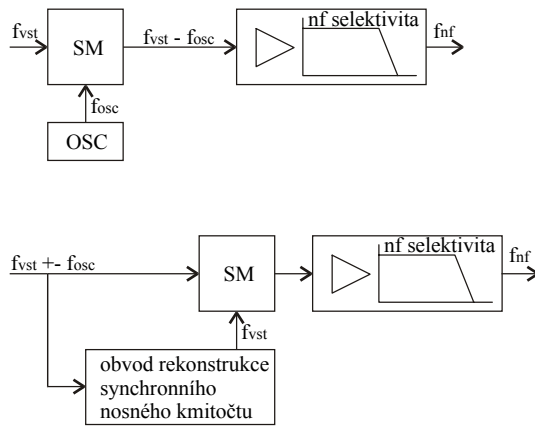 fvst
SM
fvst - fosc
nf selektivita
fnf
fosc
OSC
fvst +- fosc
SM
nf selektivita
fnf
fvst
obvod rekonstrukce
synchronního
nosného kmitočtu